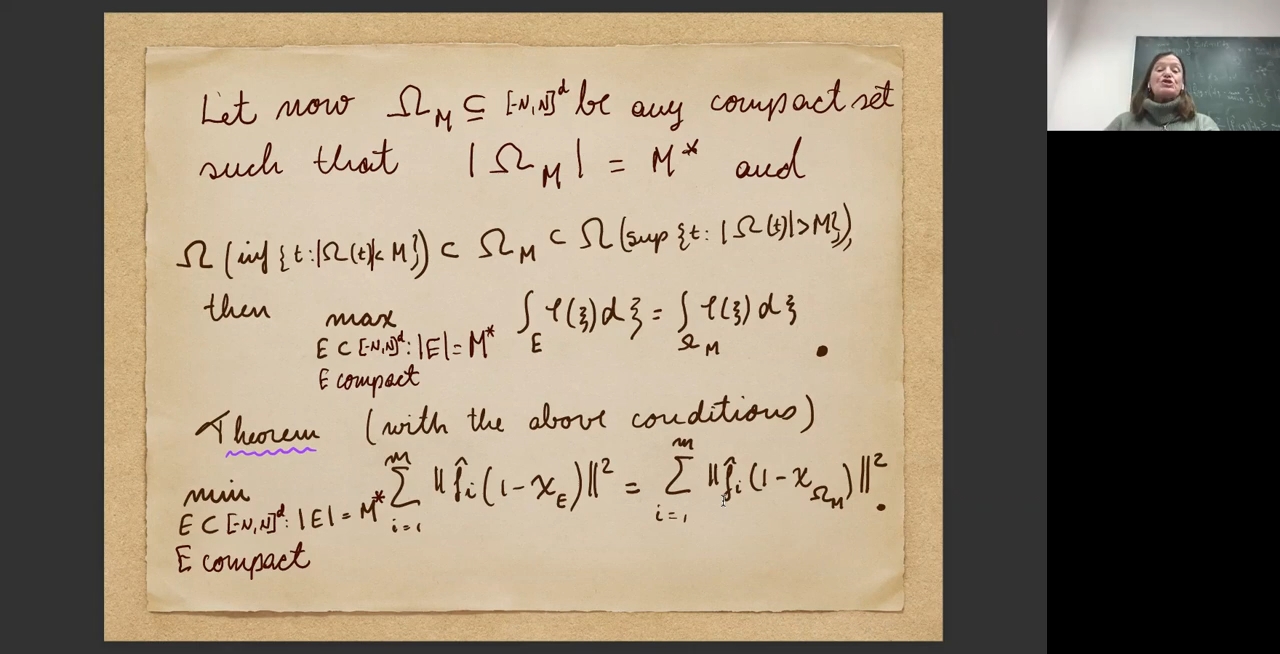 Let now Ω_M ⊆ [-N,N]^d be any compact set
such that |Ω_M| = M* and
Ω(inf{t:|Ω(t)|<M}) ⊂ Ω_M ⊂ Ω(sup{t:|Ω(t)|>M}),
then max_{E⊂[-N,N]^d:|E|=M*, E compact} ∫_E φ(ξ)dξ = ∫_{Ω_M} φ(ξ)dξ.
Theorem (with the above conditions)
min_{E⊂[-N,N]^d:|E|=M*, E compact} Σ_{i=1}^m ||f̂_i(1-χ_E)||² = Σ_{i=1}^m ||f̂_i(1-χ_{Ω_M})||².